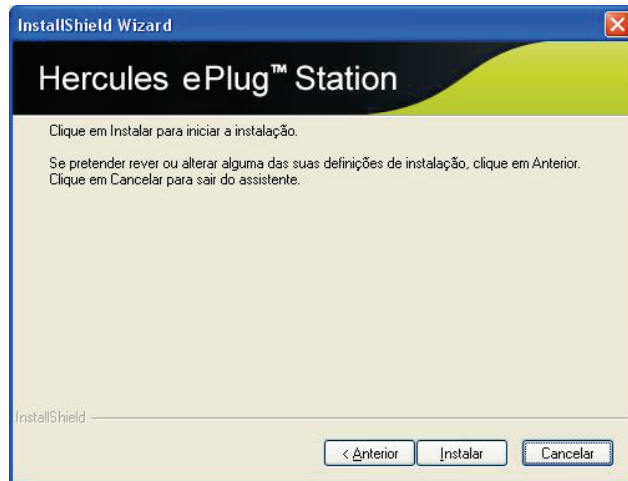 InstallShield Wizard
Hercules ePlug™ Station
Clique em Instalar para iniciar a instalação.
Se pretender rever ou alterar alguma das suas definições de instalação, clique em Anterior.
Clique em Cancelar para sair do assistente.
InstallShield
< Anterior
Instalar
Cancelar